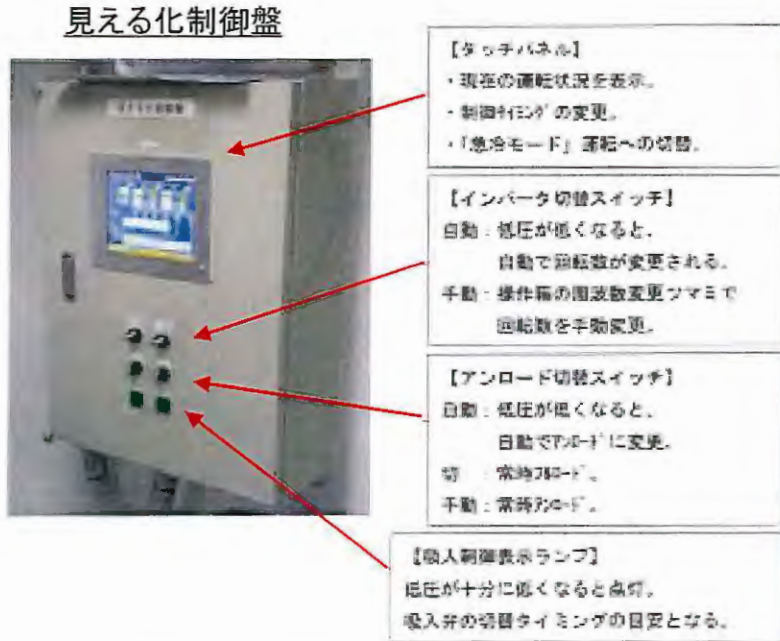 見える化制御盤
【タッチパネル】
・現在の運転状況を表示。
・制御ﾀｲﾐﾝｸﾞの変更。
・「急冷モード」運転への切替。
【インバータ切替スイッチ】
自動：低圧が低くなると、
自動で回転数が変更される。
手動：操作箱の周波数変更ツマミで
回転数を手動変更。
【アンロード切替スイッチ】
自動：低圧が低くなると、
自動でｱﾝﾛｰﾄﾞに変更。
切　：常時ﾌﾙﾛｰﾄﾞ。
手動：常時ｱﾝﾛｰﾄﾞ。
【吸入制御表示ランプ】
低圧が十分に低くなると点灯。
吸入弁の切替タイミングの目安となる。